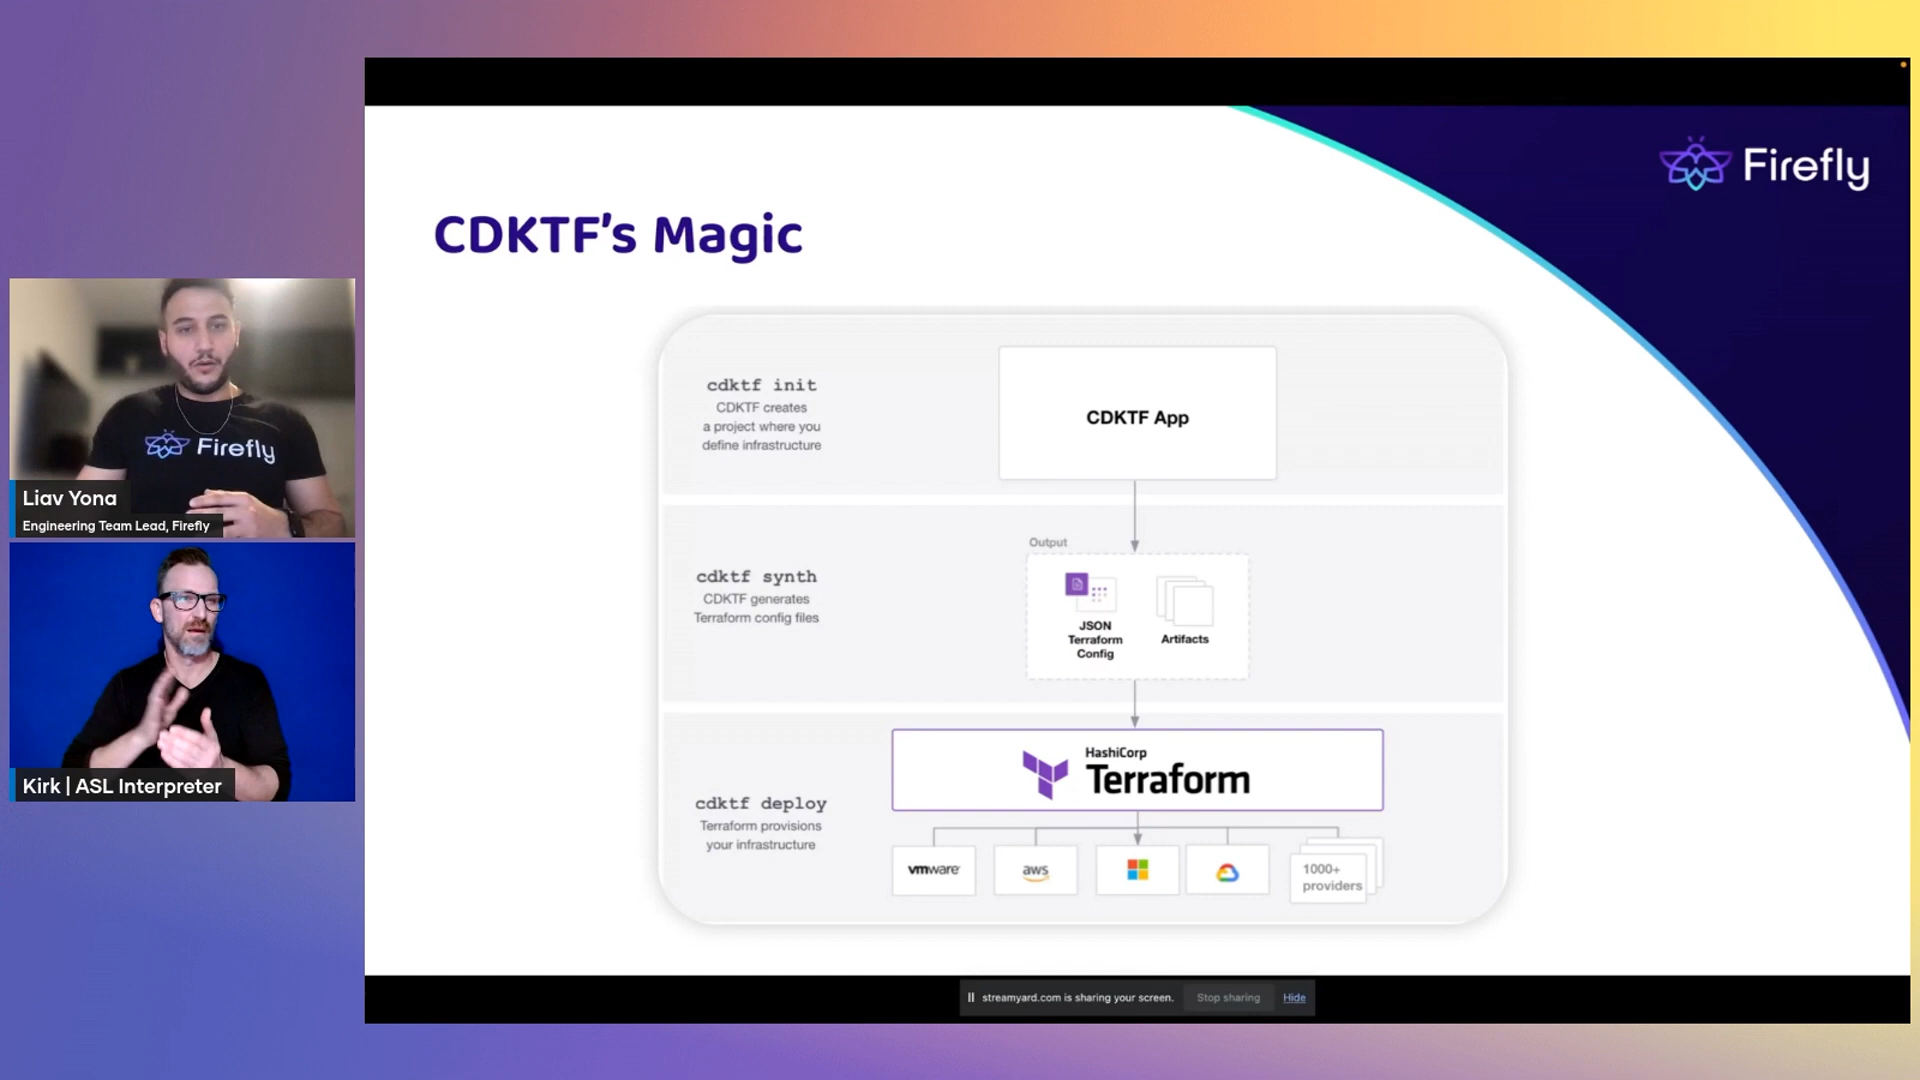 Firefly
CDKTF's Magic
cdktf init
CDKTF creates
a project where you
define infrastructure
CDKTF App
Output
cdktf synth
CDKTF generates
Terraform config files
JSON
Terraform
Config
Artifacts
HashiCorp
Terraform
cdktf deploy
Terraform provisions
your infrastructure
vmware
aws
1000+
providers
Firefly
Liav Yona
Engineering Team Lead, Firefly
Kirk | ASL Interpreter
streamyard.com is sharing your screen.
Stop sharing
Hide